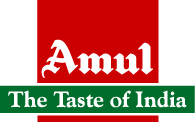 Amul
The Taste of India